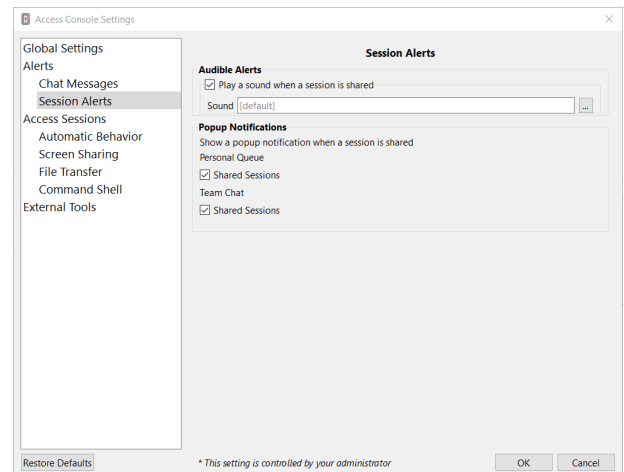 Access Console Settings
Global Settings
Alerts
Chat Messages
Session Alerts
Access Sessions
Automatic Behavior
Screen Sharing
File Transfer
Command Shell
External Tools
Session Alerts
Audible Alerts
Play a sound when a session is shared
Sound [default] ...
Popup Notifications
Show a popup notification when a session is shared
Personal Queue
Shared Sessions
Team Chat
Shared Sessions
Restore Defaults
* This setting is controlled by your administrator
OK Cancel